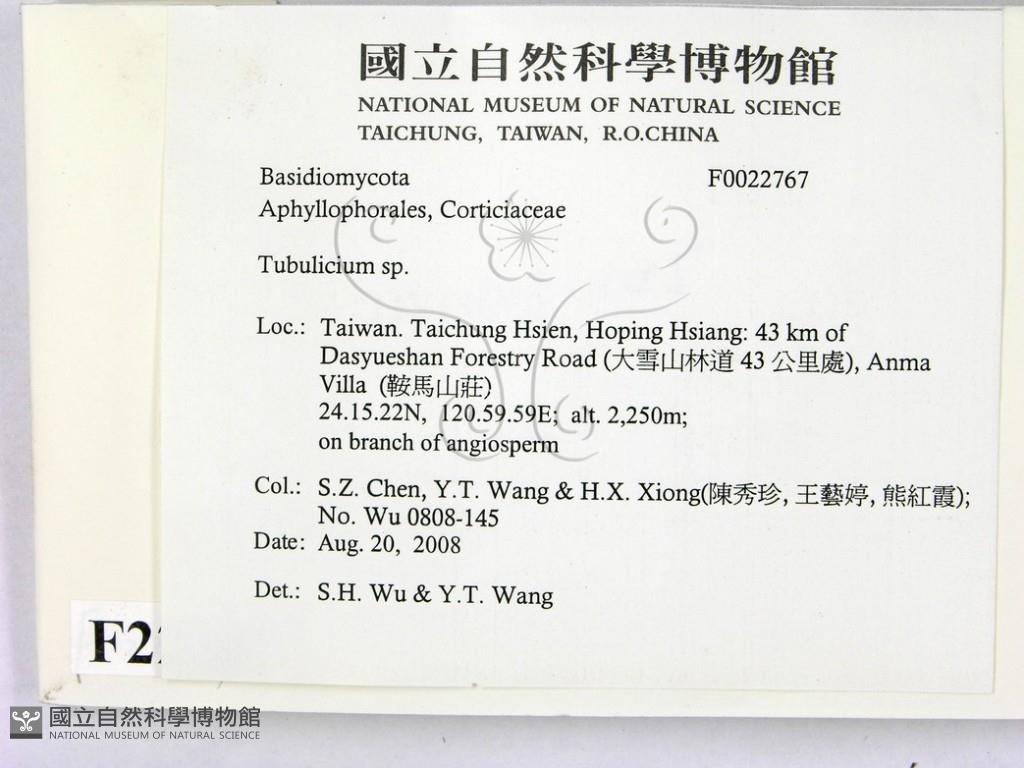 國立自然科學博物館
NATIONAL MUSEUM OF NATURAL SCIENCE
TAICHUNG, TAIWAN, R.O.CHINA
Basidiomycota F0022767
Aphyllophorales, Corticiaceae
Tubulicium sp.
Loc.: Taiwan. Taichung Hsien, Hoping Hsiang: 43 km of
Dasyueshan Forestry Road (大雪山林道 43 公里處), Anma
Villa (鞍馬山莊)
24.15.22N, 120.59.59E; alt. 2,250m;
on branch of angiosperm
Col.: S.Z. Chen, Y.T. Wang & H.X. Xiong(陳秀珍, 王藝婷, 熊紅霞);
No. Wu 0808-145
Date: Aug. 20, 2008
Det.: S.H. Wu & Y.T. Wang
F2
國立自然科學博物館
NATIONAL MUSEUM OF NATURAL SCIENCE